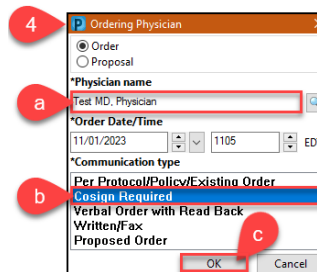 4
Ordering Physician
Order
Proposal
*Physician name
a
Test MD, Physician
*Order Date/Time
11/01/2023 1105 EDT
*Communication type
Per Protocol/Policy/Existing Order
b
Cosign Required
Verbal Order with Read Back
Written/Fax
c
Proposed Order
OK Cancel